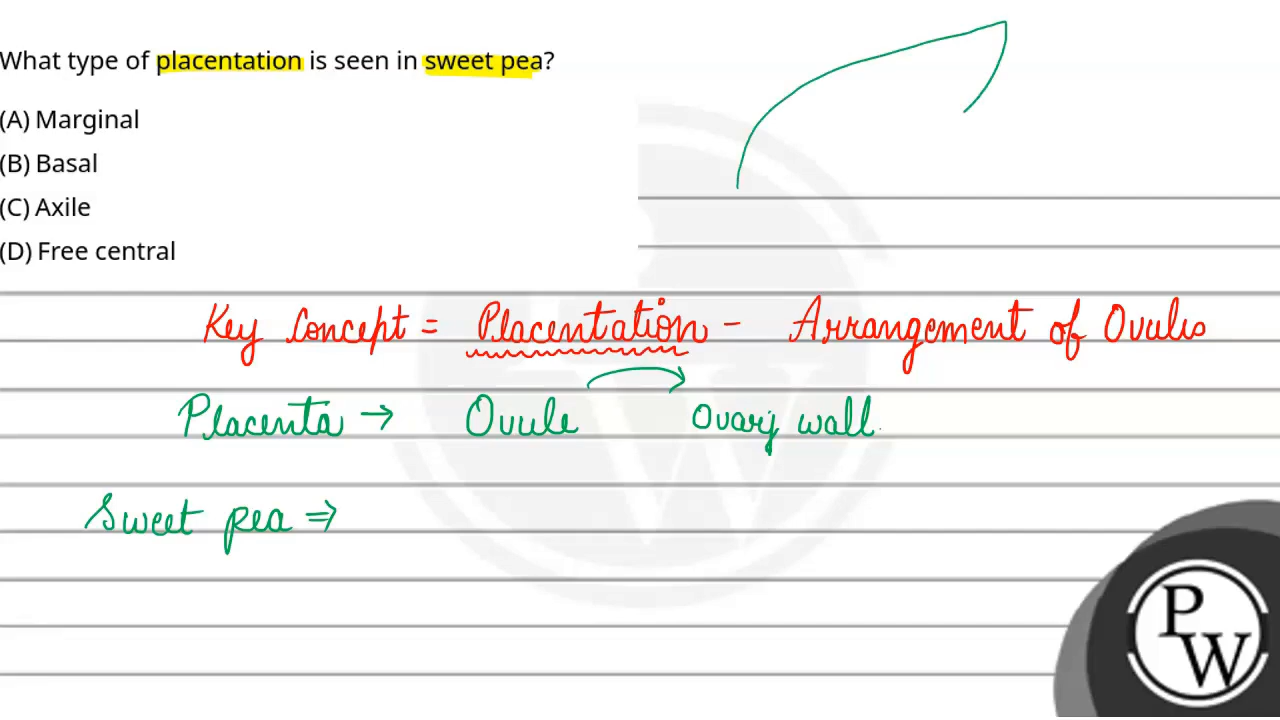 What type of placentation is seen in sweet pea?
(A) Marginal
(B) Basal
(C) Axile
(D) Free central
Key Concept = Placentation - Arrangement of Ovules
Placenta → Ovule Ovary wall
Sweet pea ⇒
PW